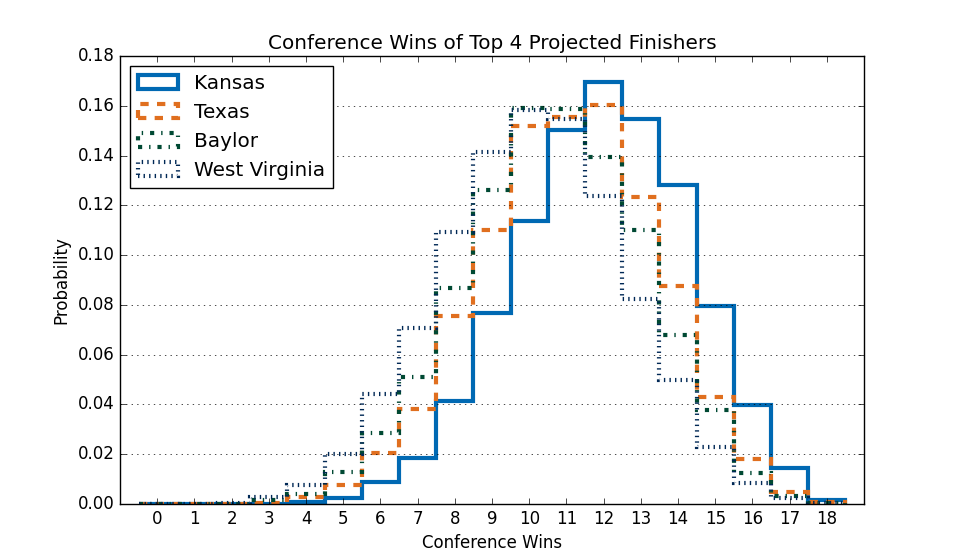 Conference Wins of Top 4 Projected Finishers
Kansas
Texas
Baylor
West Virginia
0.18
0.16
0.14
0.12
0.10
0.08
0.06
0.04
0.02
0.00
Probability
0 1 2 3 4 5 6 7 8 9 10 11 12 13 14 15 16 17 18
Conference Wins